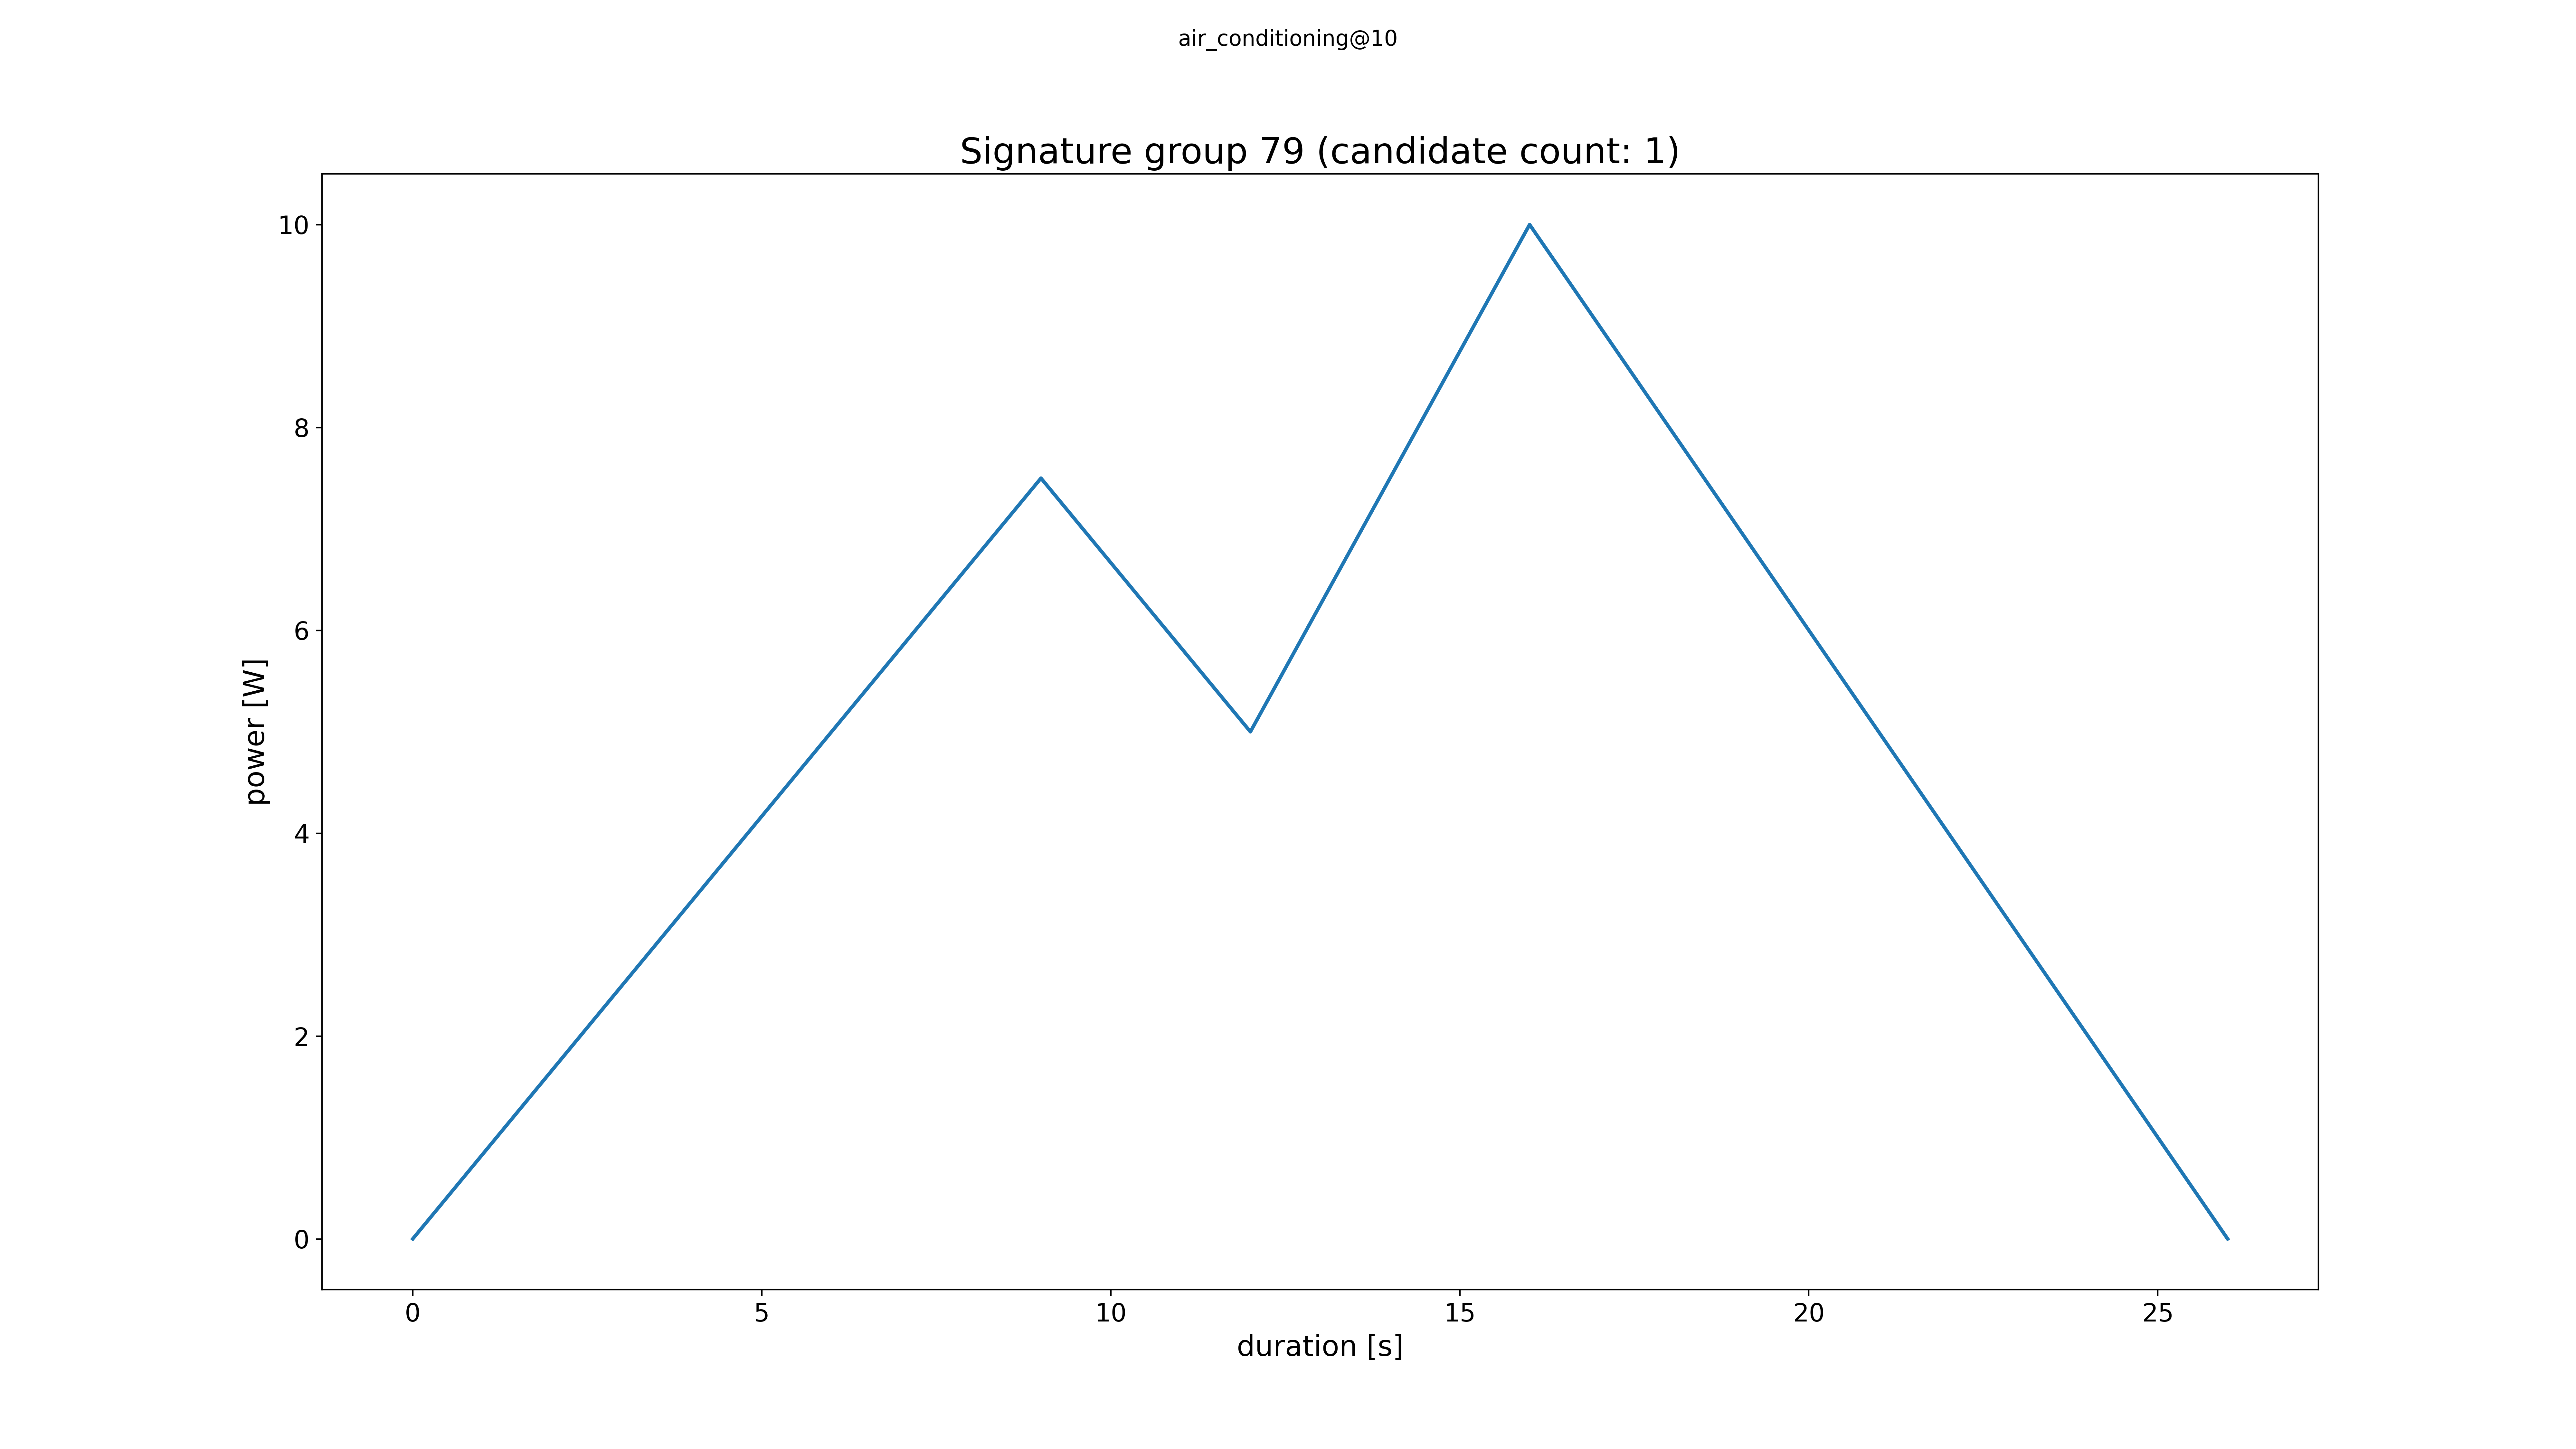 air_conditioning@10
Signature group 79 (candidate count: 1)
10
8
6
4
2
0
power [W]
0 5 10 15 20 25
duration [s]